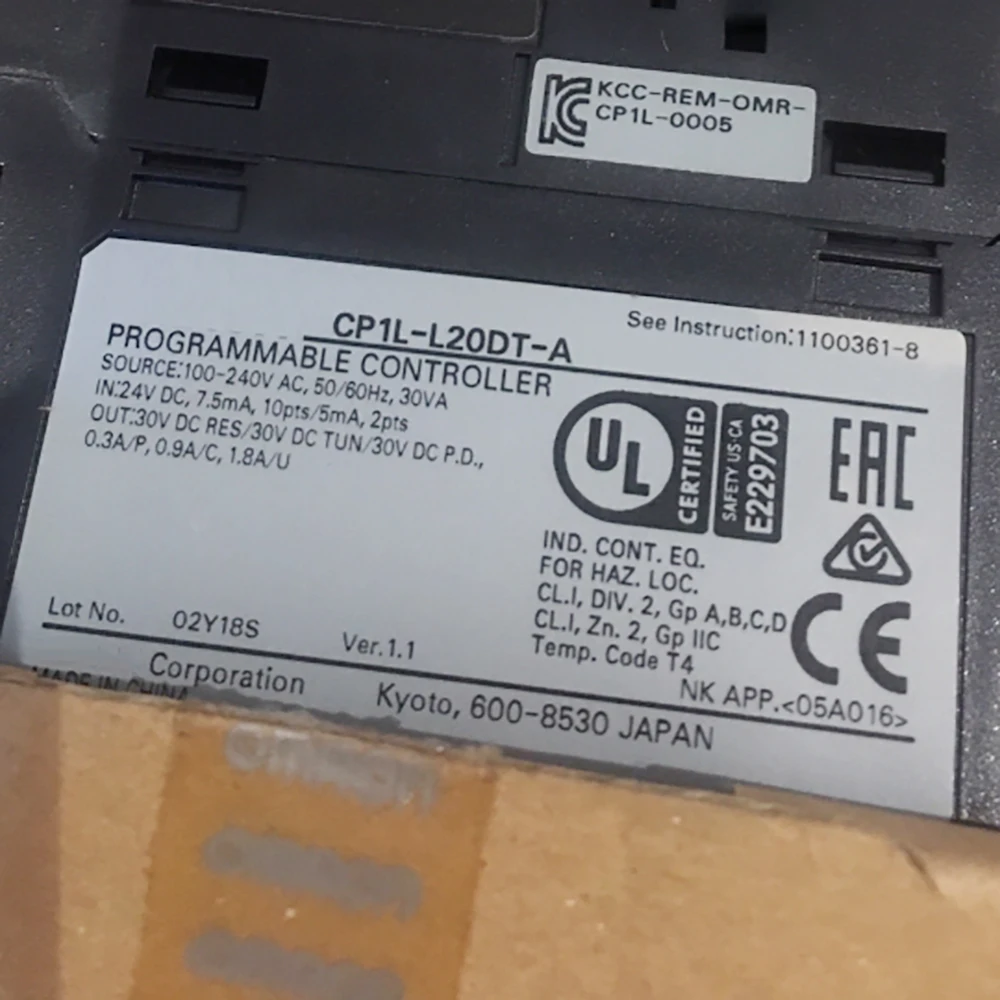 KCC-REM-OMR-
CP1L-0005
CP1L-L20DT-A
See Instruction:1100361-8
PROGRAMMABLE CONTROLLER
SOURCE:100-240V AC, 50/60Hz, 30VA
IN:24V DC, 7.5mA, 10pts/5mA, 2pts
OUT:30V DC RES/30V DC TUN/30V DC P.D.,
0.3A/P, 0.9A/C, 1.8A/U
UL
CERTIFIED
SAFETY US·CA
E229703
EAC
IND. CONT. EQ.
FOR HAZ. LOC.
CL.I, DIV. 2, Gp A,B,C,D
CL.I, Zn. 2, Gp IIC
Temp. Code T4
CE
NK APP.<05A016>
Lot No. 02Y18S Ver.1.1
Corporation Kyoto, 600-8530 JAPAN
MADE IN CHINA